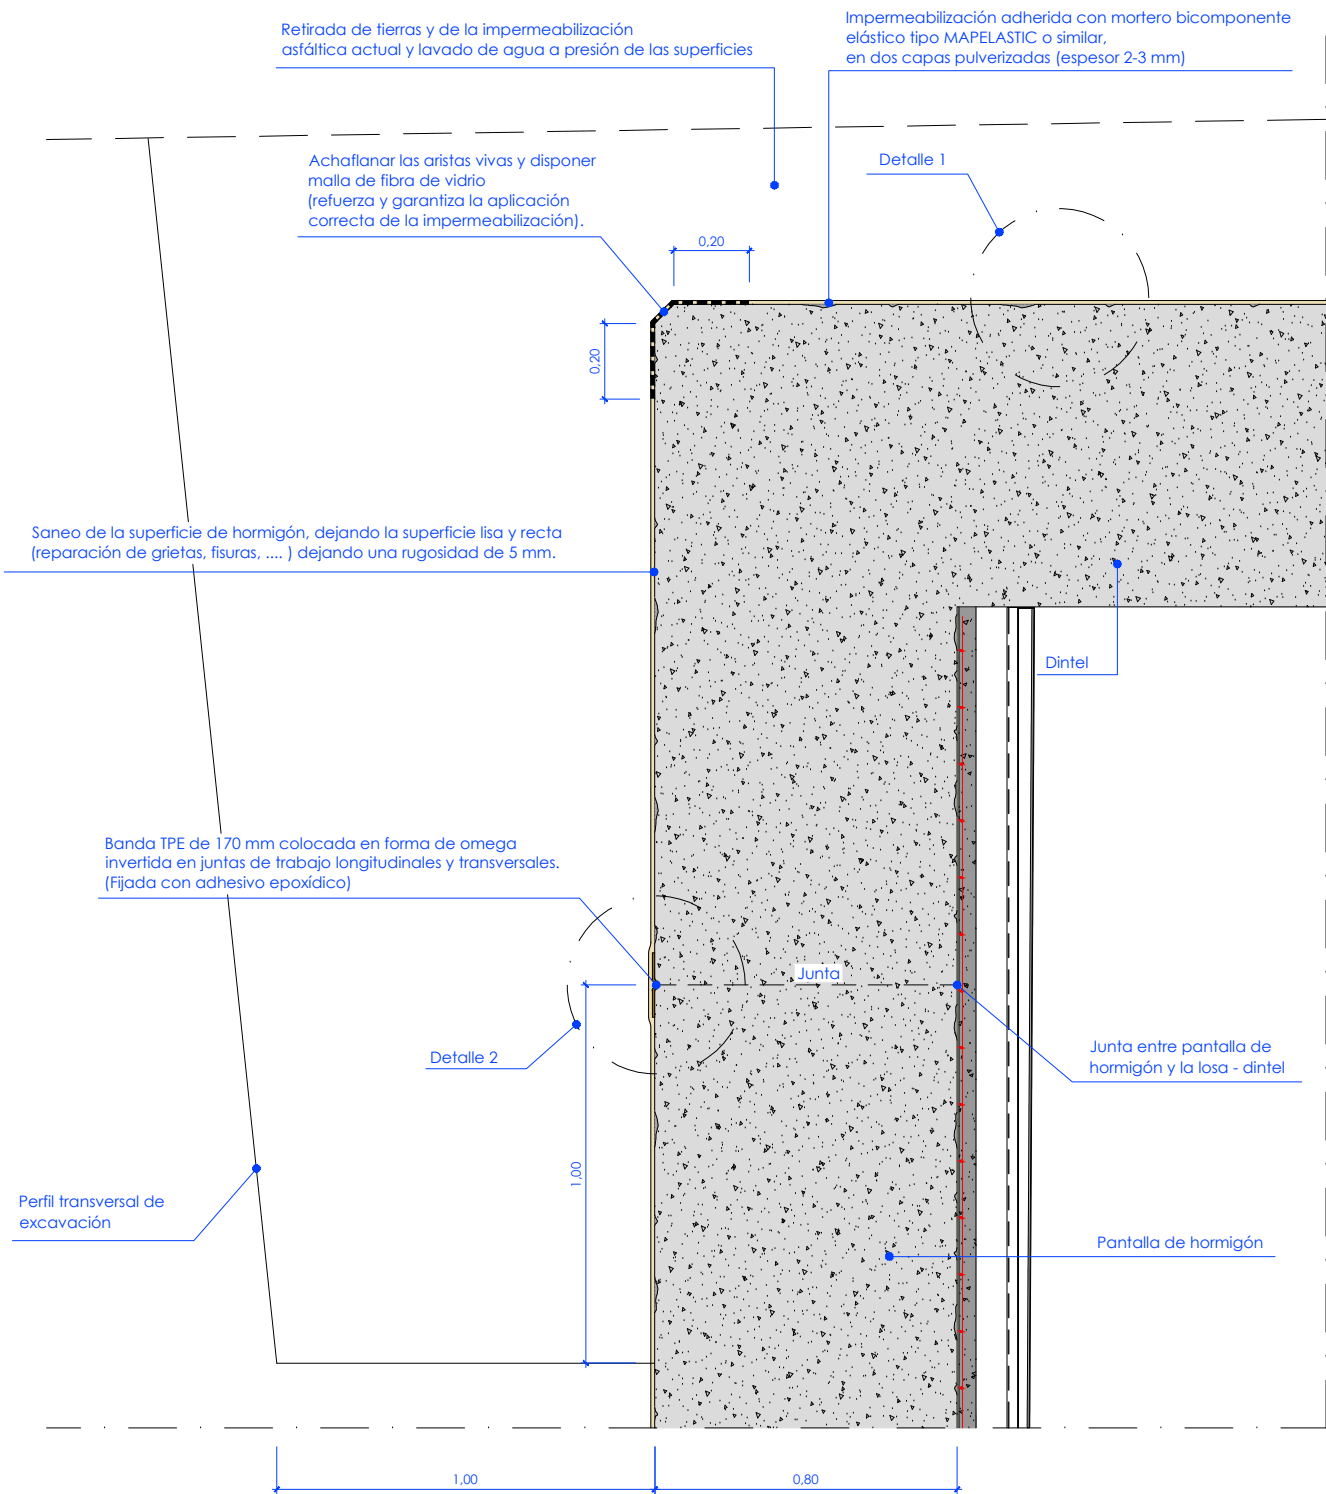 Retirada de tierras y de la impermeabilización
asfáltica actual y lavado de agua a presión de las superficies
Impermeabilización adherida con mortero bicomponente
elástico tipo MAPELASTIC o similar,
en dos capas pulverizadas (espesor 2-3 mm)
Achaflanar las aristas vivas y disponer
malla de fibra de vidrio
(refuerza y garantiza la aplicación
correcta de la impermeabilización).
Detalle 1
0,20
0,20
Saneo de la superficie de hormigón, dejando la superficie lisa y recta
(reparación de grietas, fisuras, .... ) dejando una rugosidad de 5 mm.
Dintel
Banda TPE de 170 mm colocada en forma de omega
invertida en juntas de trabajo longitudinales y transversales.
(Fijada con adhesivo epoxídico)
Junta
Detalle 2
Junta entre pantalla de
hormigón y la losa - dintel
1,00
Perfil transversal de
excavación
Pantalla de hormigón
1,00
0,80